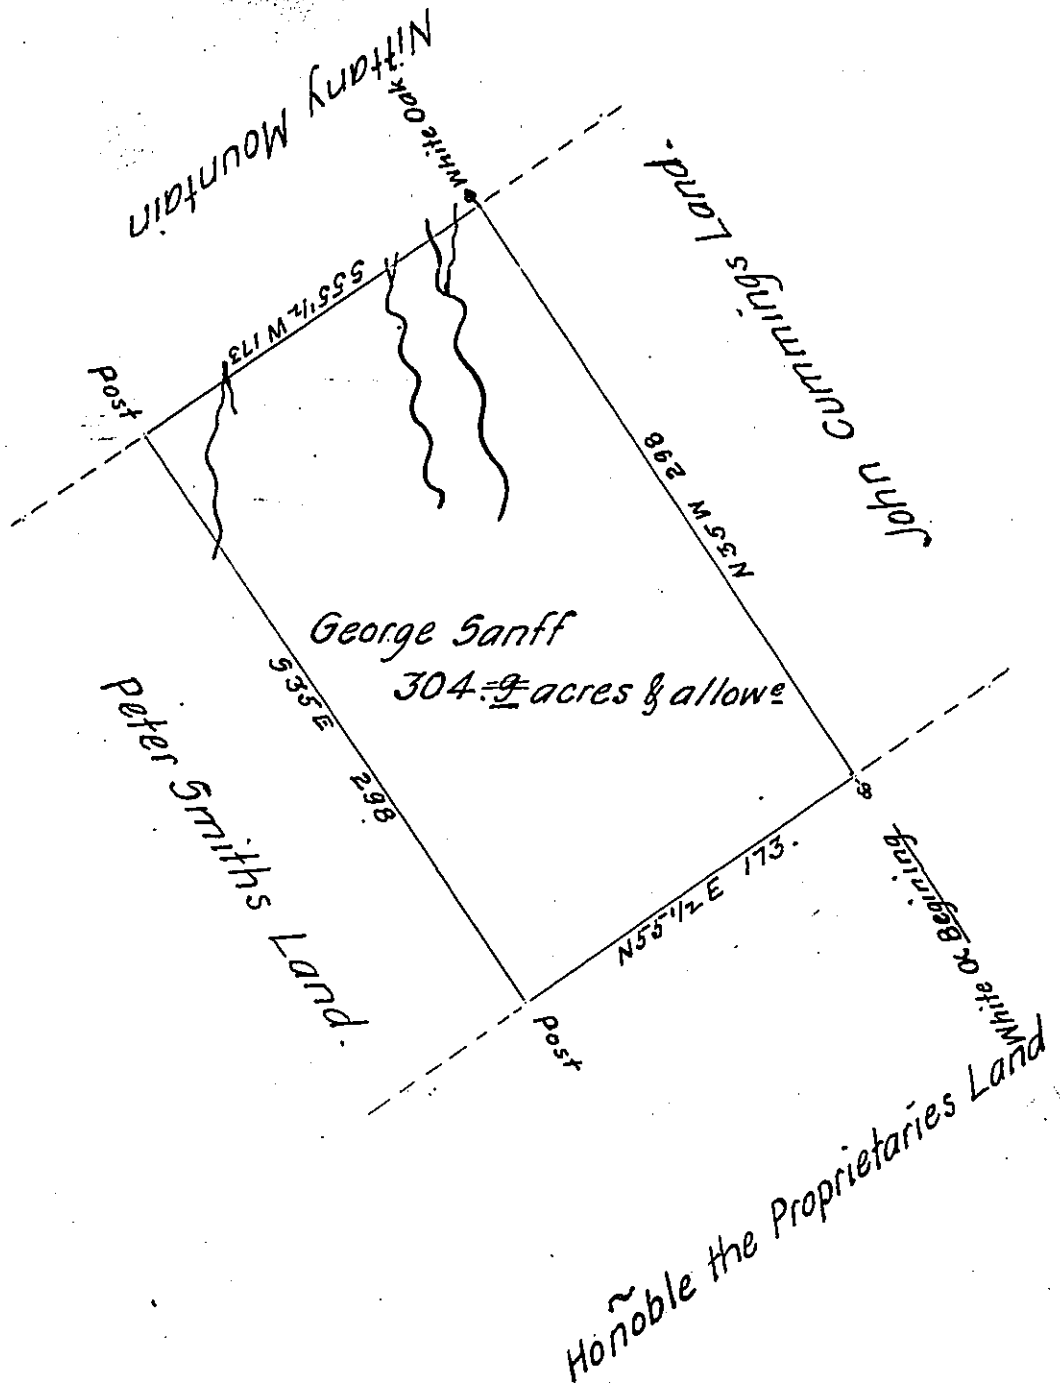 Nittany Mountain
White Oak
John Cummings Land.
S 55 1/2 W 173
post
N 35 W 298
George Sanff
304.9 acres & allowe
S 35 E 298
Peter Smiths Land.
N 55 1/2 E 173.
White Ok Begining
post
Hoñoble the Proprietaries Land